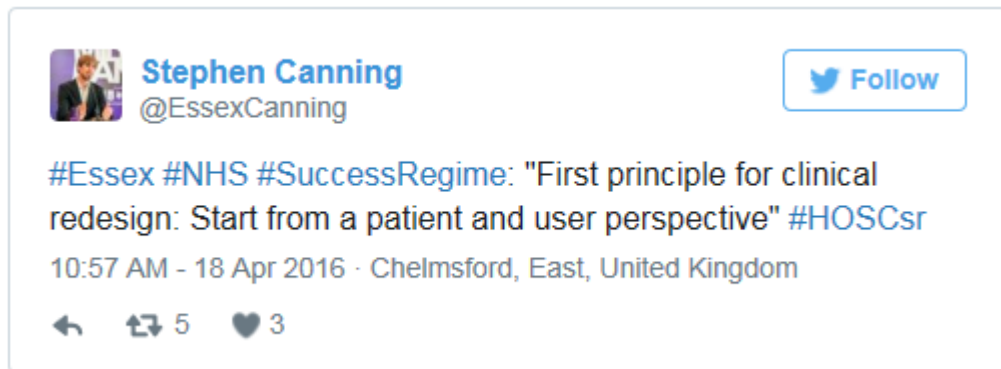 Stephen Canning
Follow
@EssexCanning
#Essex #NHS #SuccessRegime: "First principle for clinical
redesign: Start from a patient and user perspective" #HOSCsr
10:57 AM - 18 Apr 2016 · Chelmsford, East, United Kingdom
5 3